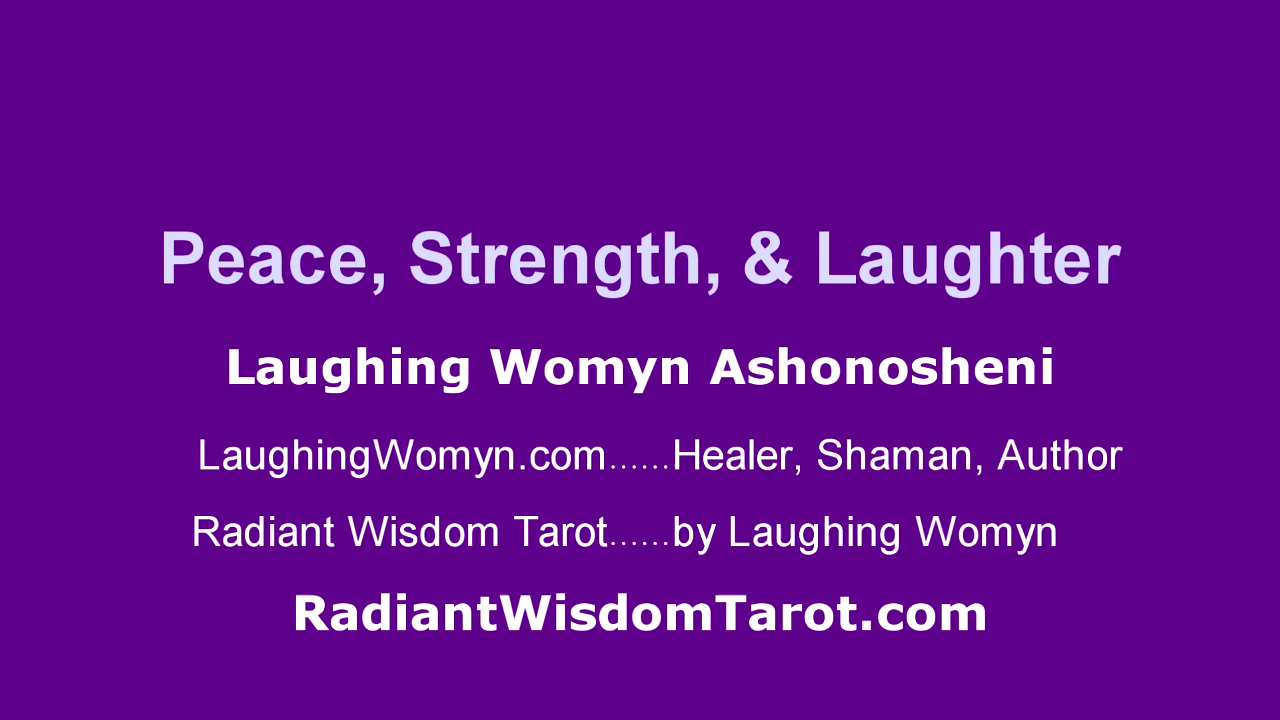 Peace, Strength, & Laughter
Laughing Womyn Ashonosheni
LaughingWomyn.com......Healer, Shaman, Author
Radiant Wisdom Tarot......by Laughing Womyn
RadiantWisdomTarot.com